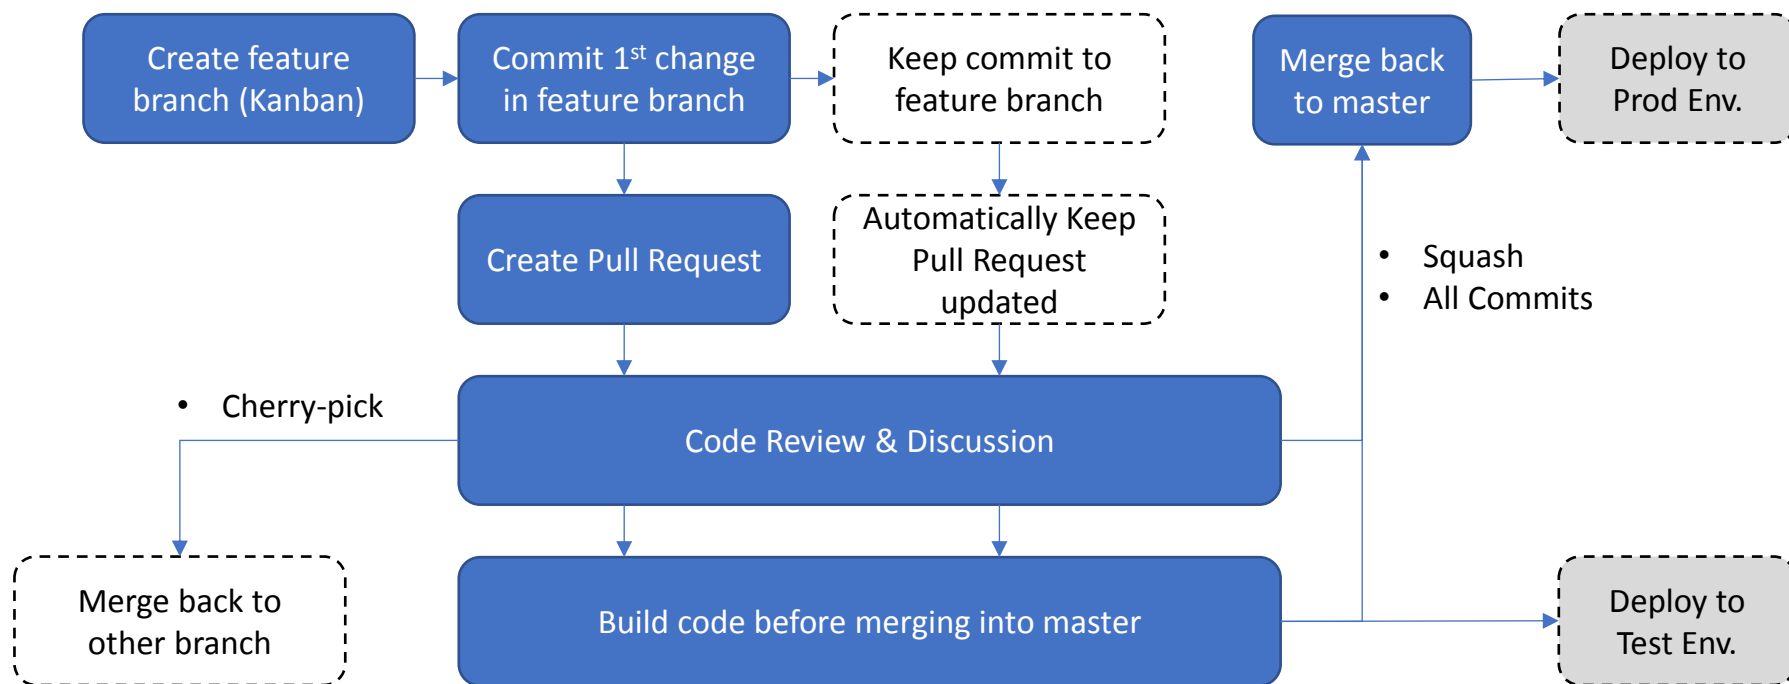 Create feature
branch (Kanban)
Commit 1st change
in feature branch
Keep commit to
feature branch
Merge back
to master
Deploy to
Prod Env.
Create Pull Request
Automatically Keep
Pull Request
updated
• Squash
• All Commits
• Cherry-pick
Code Review & Discussion
Merge back to
other branch
Build code before merging into master
Deploy to
Test Env.